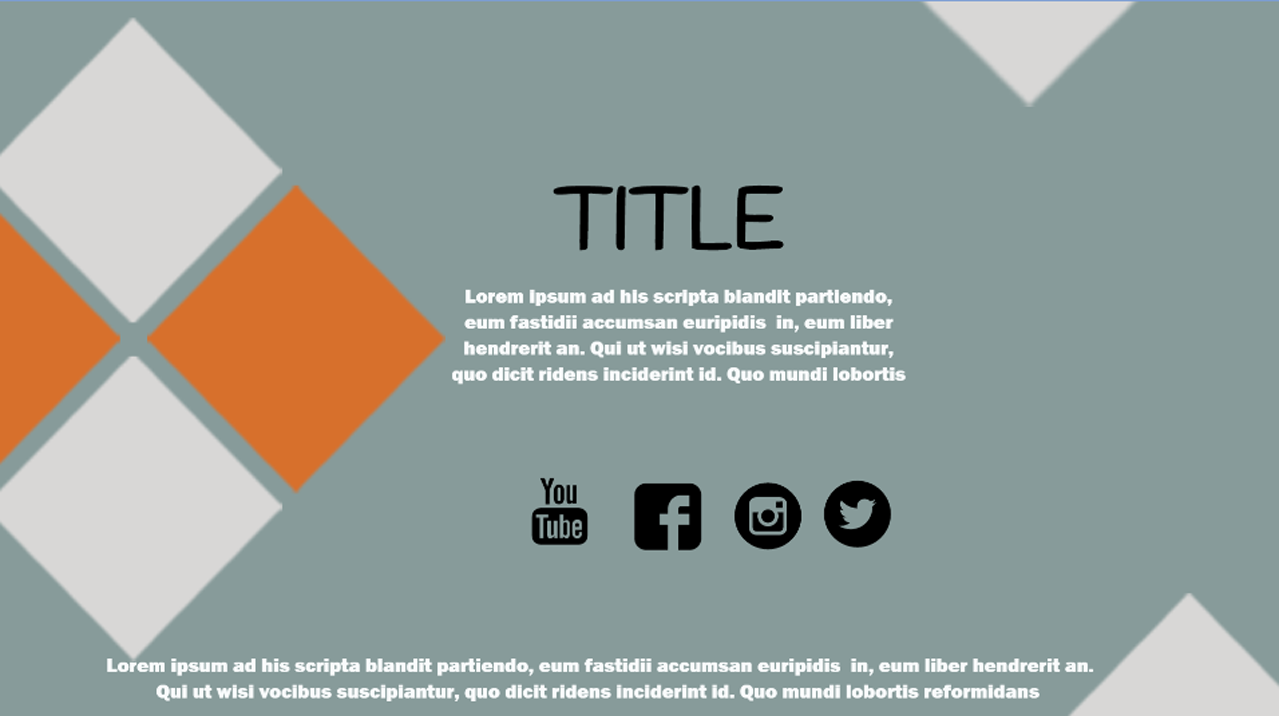 TITLE
Lorem ipsum ad his scripta blandit partiendo,
eum fastidii accumsan euripidis  in, eum liber
hendrerit an. Qui ut wisi vocibus suscipiantur,
quo dicit ridens inciderint id. Quo mundi lobortis
You
Tube
Lorem ipsum ad his scripta blandit partiendo, eum fastidii accumsan euripidis  in, eum liber hendrerit an.
Qui ut wisi vocibus suscipiantur, quo dicit ridens inciderint id. Quo mundi lobortis reformidans